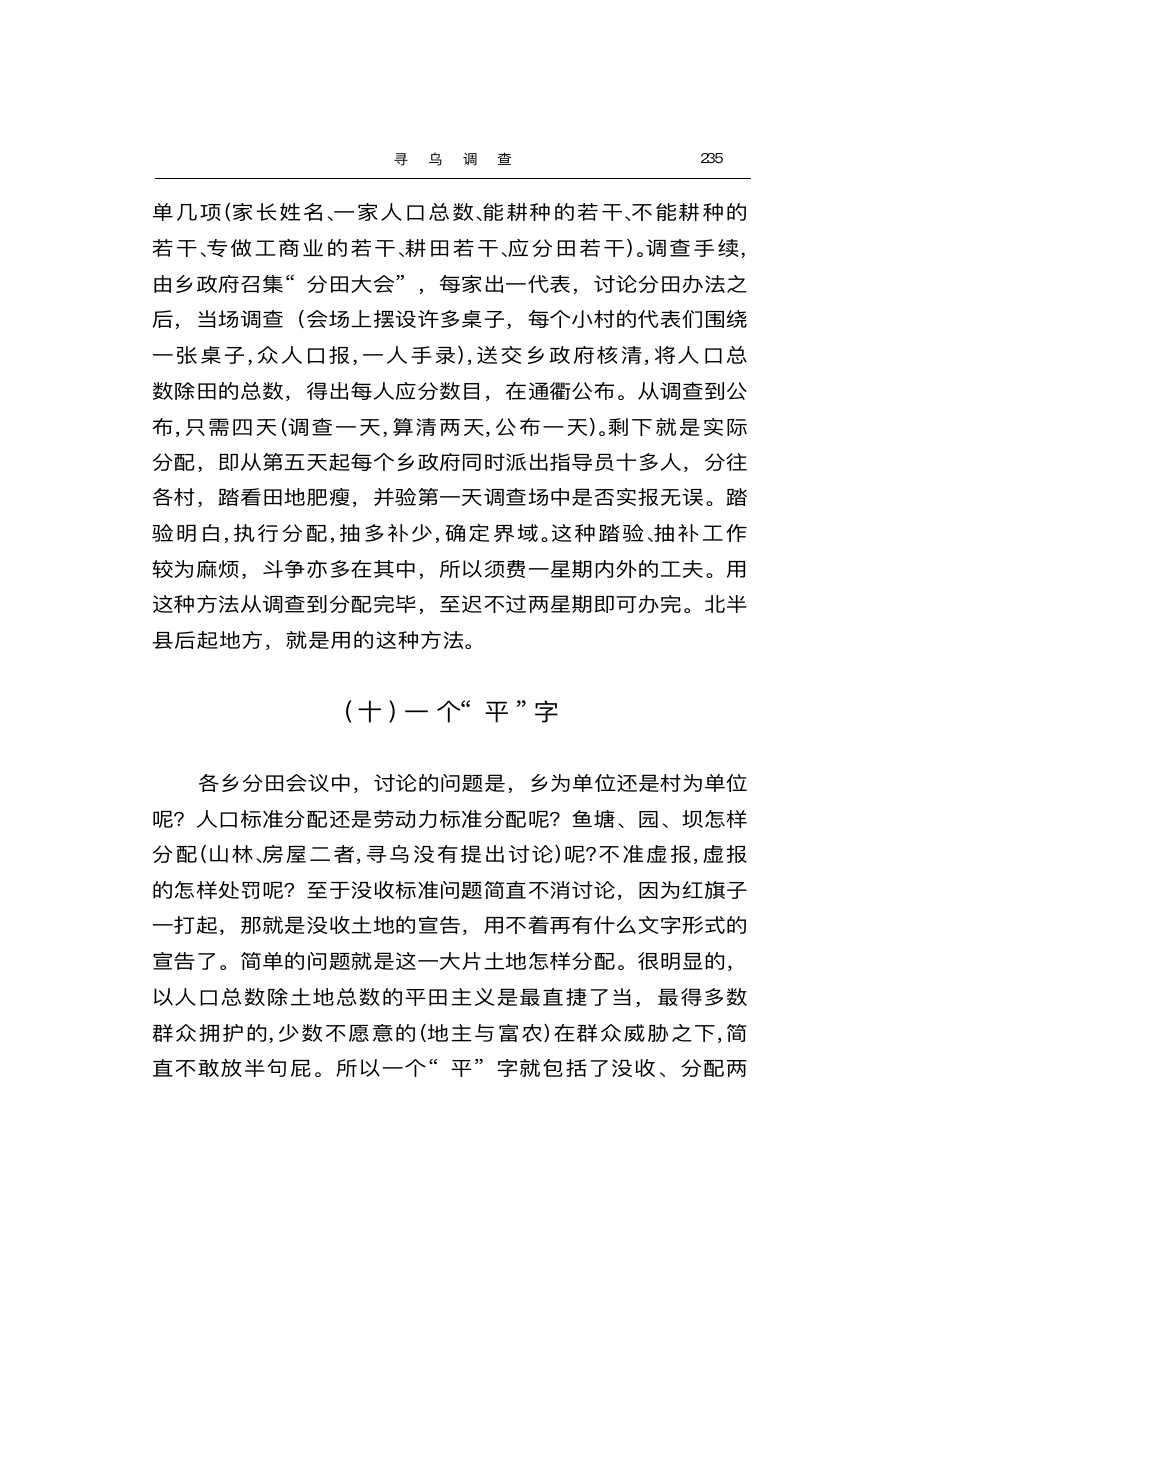 寻乌调查 235
单几项(家长姓名、一家人口总数、能耕种的若干、不能耕种的
若干、专做工商业的若干、耕田若干、应分田若干)。调查手续,
由乡政府召集“分田大会”，每家出一代表，讨论分田办法之
后，当场调查（会场上摆设许多桌子，每个小村的代表们围绕
一张桌子,众人口报,一人手录),送交乡政府核清,将人口总
数除田的总数，得出每人应分数目，在通衢公布。从调查到公
布,只需四天(调查一天,算清两天,公布一天)。剩下就是实际
分配，即从第五天起每个乡政府同时派出指导员十多人，分往
各村，踏看田地肥瘦，并验第一天调查场中是否实报无误。踏
验明白,执行分配,抽多补少,确定界域。这种踏验、抽补工作
较为麻烦，斗争亦多在其中，所以须费一星期内外的工夫。用
这种方法从调查到分配完毕，至迟不过两星期即可办完。北半
县后起地方，就是用的这种方法。
(十)一个“平”字
各乡分田会议中，讨论的问题是，乡为单位还是村为单位
呢？人口标准分配还是劳动力标准分配呢？鱼塘、园、坝怎样
分配(山林、房屋二者,寻乌没有提出讨论)呢?不准虚报,虚报
的怎样处罚呢？至于没收标准问题简直不消讨论，因为红旗子
一打起，那就是没收土地的宣告，用不着再有什么文字形式的
宣告了。简单的问题就是这一大片土地怎样分配。很明显的，
以人口总数除土地总数的平田主义是最直捷了当，最得多数
群众拥护的,少数不愿意的(地主与富农)在群众威胁之下,简
直不敢放半句屁。所以一个“平”字就包括了没收、分配两